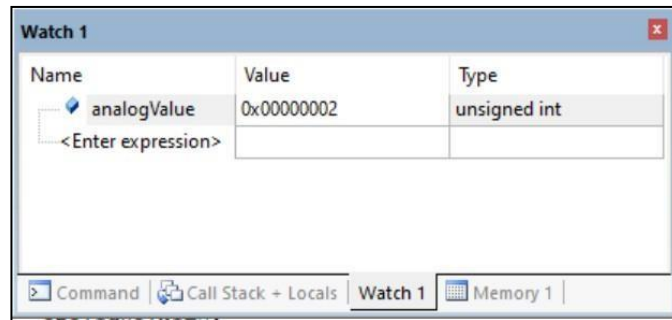 Watch 1
Name Value Type
analogValue 0x00000002 unsigned int
<Enter expression>
Command Call Stack + Locals Watch 1 Memory 1